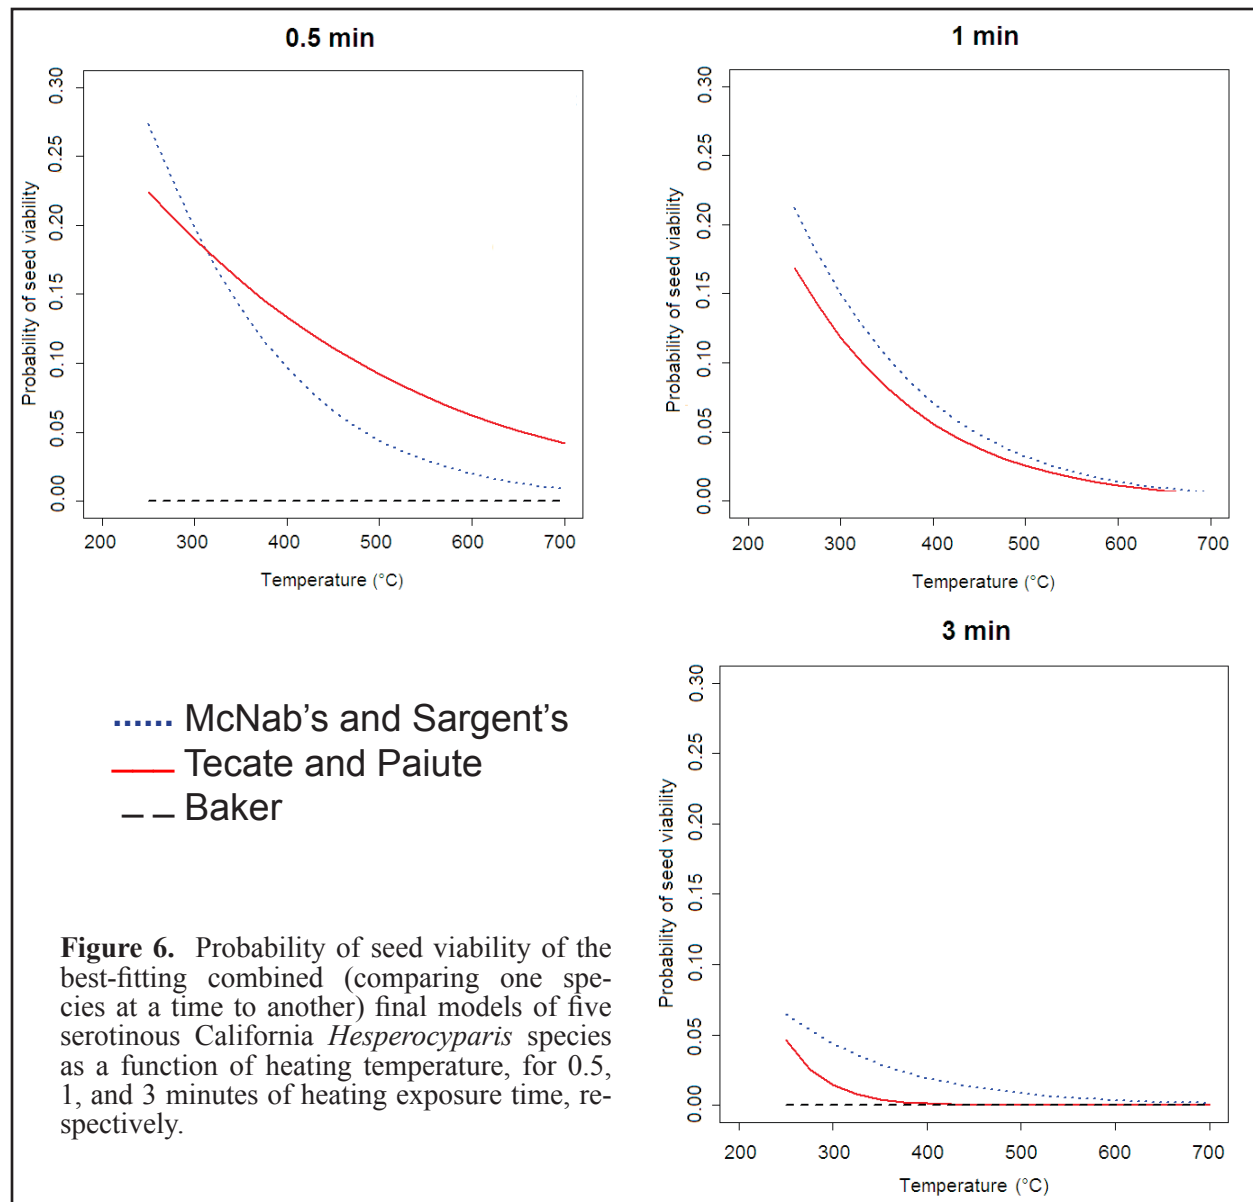 0.5 min
0.30
0.25
0.20
0.15
0.10
0.05
0.00
Probability of seed viability
200 300 400 500 600 700
Temperature (°C)
1 min
0.30
0.25
0.20
0.15
0.10
0.05
0.00
Probability of seed viability
200 300 400 500 600 700
Temperature (°C)
McNab's and Sargent's
Tecate and Paiute
Baker
3 min
0.30
0.25
0.20
0.15
0.10
0.05
0.00
Probability of seed viability
200 300 400 500 600 700
Temperature (°C)
Figure 6. Probability of seed viability of the
best-fitting combined (comparing one spe-
cies at a time to another) final models of five
serotinous California Hesperocyparis species
as a function of heating temperature, for 0.5,
1, and 3 minutes of heating exposure time, re-
spectively.